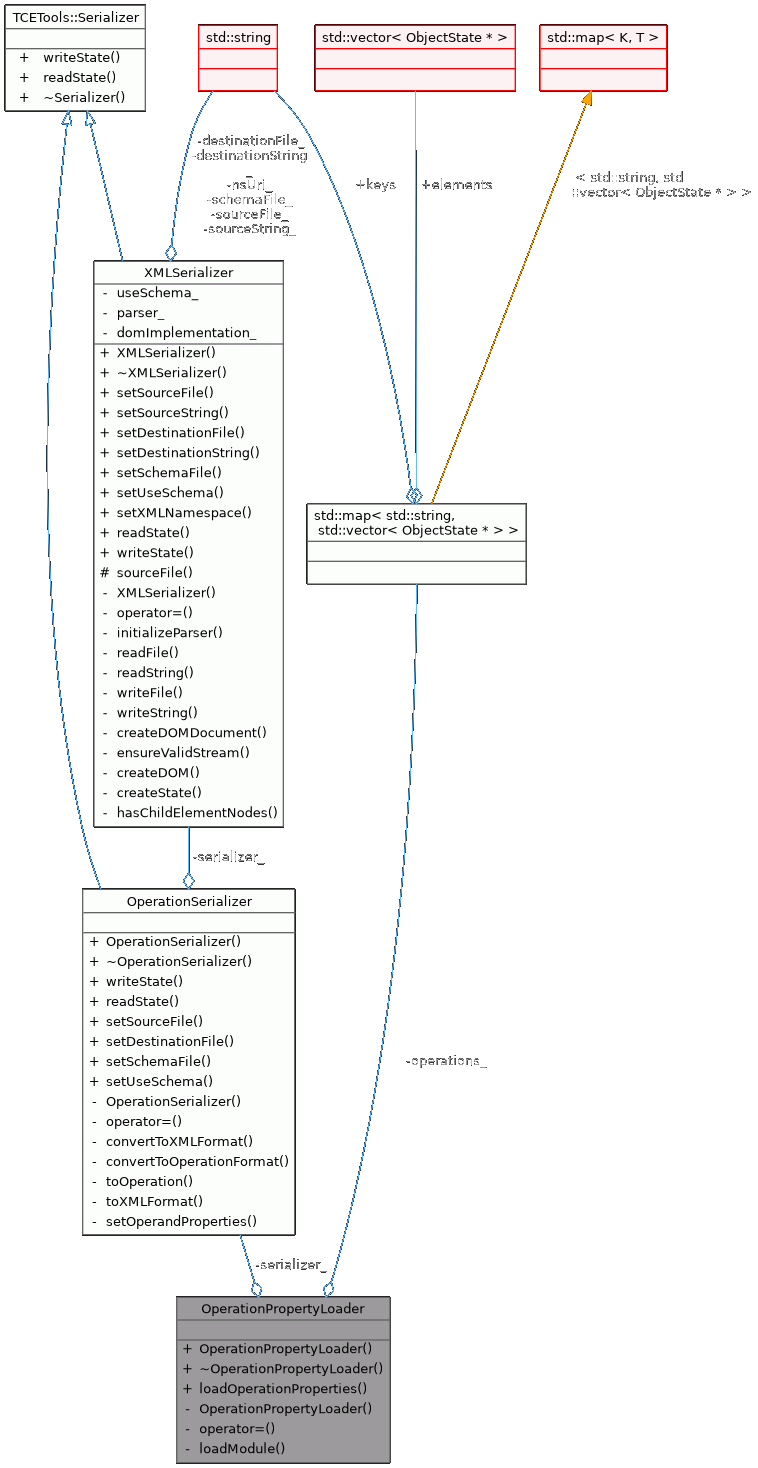 TCETools::Serializer
+ writeState()
+ readState()
+ ~Serializer()
std::string
std::vector< ObjectState * >
std::map< K, T >
-destinationFile_
-destinationString
_
-nsUri_
-schemaFile_
-sourceFile_
-sourceString_
+keys
+elements
< std::string, std
::vector< ObjectState * > >
XMLSerializer
- useSchema_
- parser_
- domImplementation_
+ XMLSerializer()
+ ~XMLSerializer()
+ setSourceFile()
+ setSourceString()
+ setDestinationFile()
+ setDestinationString()
+ setSchemaFile()
+ setUseSchema()
+ setXMLNamespace()
+ readState()
+ writeState()
# sourceFile()
- XMLSerializer()
- operator=()
- initializeParser()
- readFile()
- readString()
- writeFile()
- writeString()
- createDOMDocument()
- ensureValidStream()
- createDOM()
- createState()
- hasChildElementNodes()
std::map< std::string,
std::vector< ObjectState * > >
-serializer_
OperationSerializer
+ OperationSerializer()
+ ~OperationSerializer()
+ writeState()
+ readState()
+ setSourceFile()
+ setDestinationFile()
+ setSchemaFile()
+ setUseSchema()
- OperationSerializer()
- operator=()
- convertToXMLFormat()
- convertToOperationFormat()
- toOperation()
- toXMLFormat()
- setOperandProperties()
-operations_
-serializer_
OperationPropertyLoader
+ OperationPropertyLoader()
+ ~OperationPropertyLoader()
+ loadOperationProperties()
- OperationPropertyLoader()
- operator=()
- loadModule()